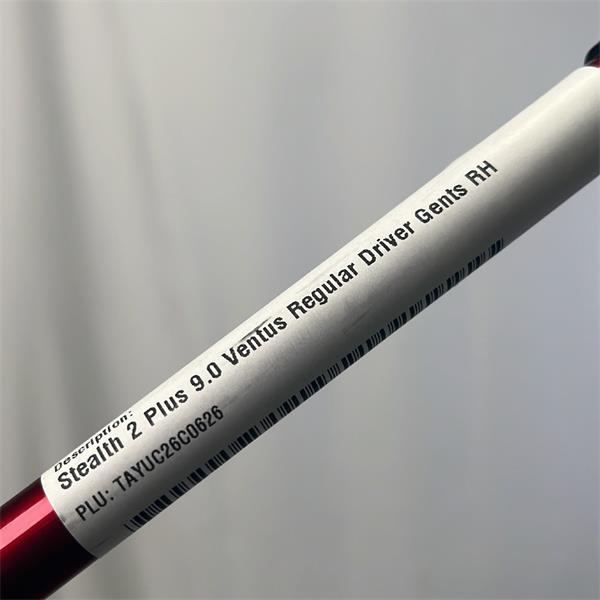 Description:
Stealth 2 Plus 9.0 Ventus Regular Driver Gents RH
PLU: TAYUC26C0626